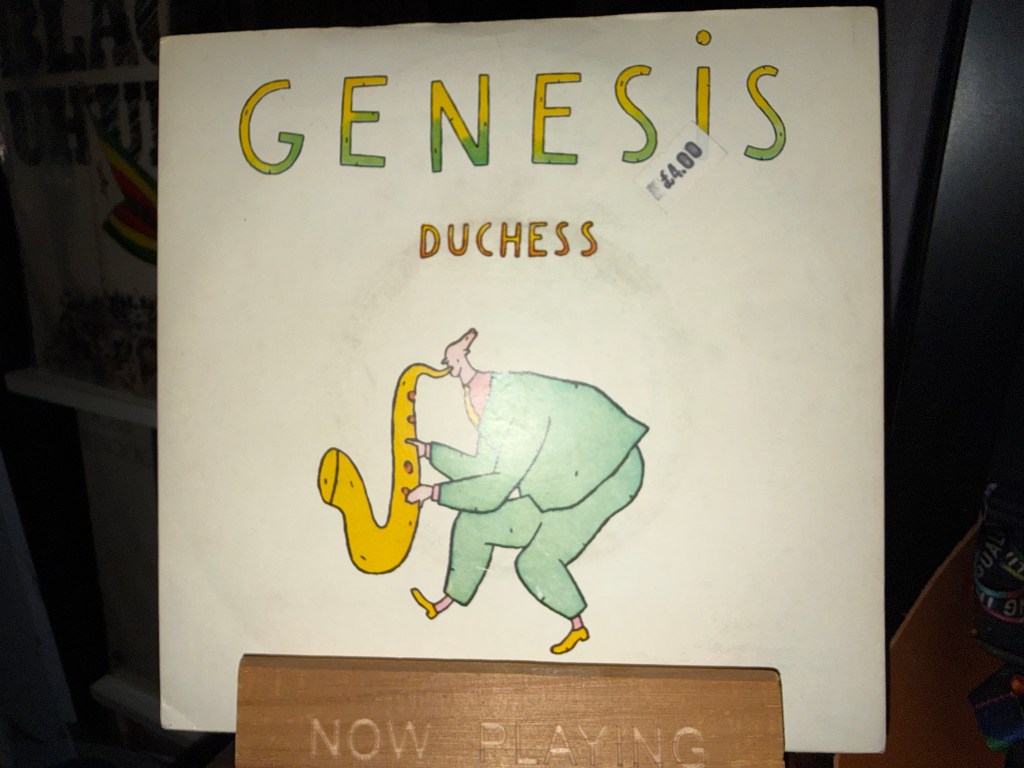 GENESiS
£4.00
DUCHESS
NOW PLAYING